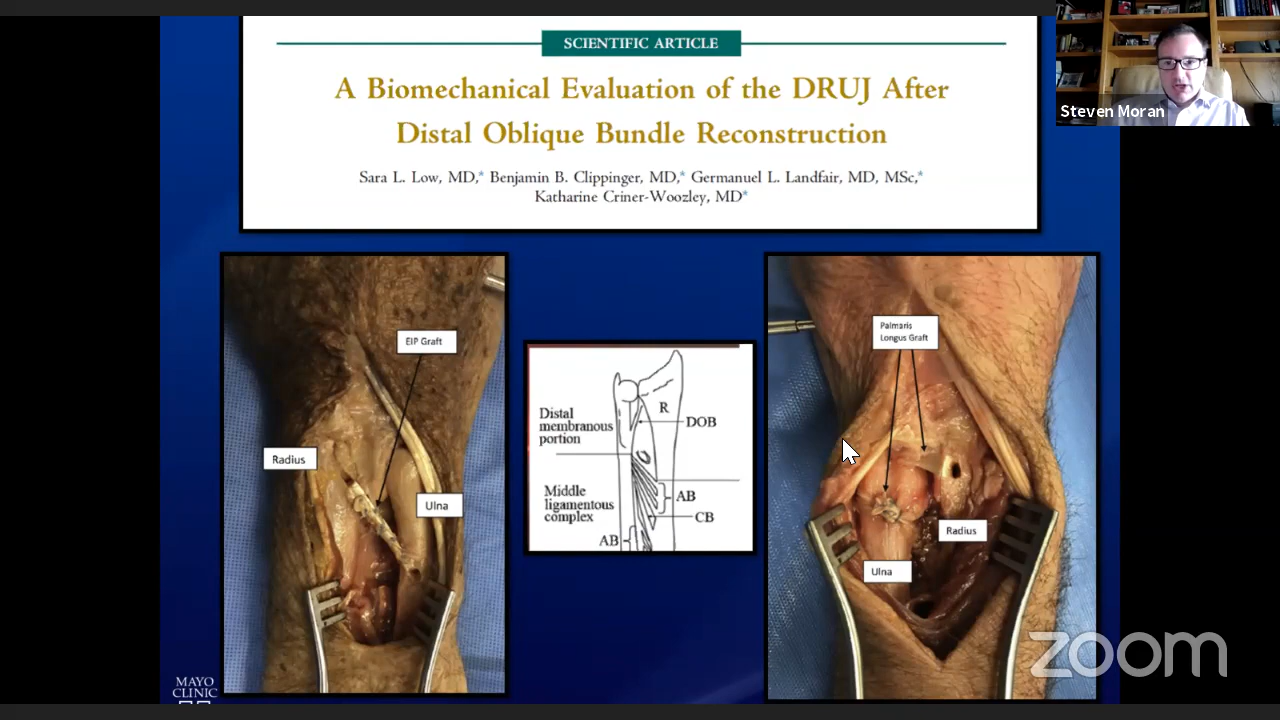 SCIENTIFIC ARTICLE
A Biomechanical Evaluation of the DRUJ After
Distal Oblique Bundle Reconstruction
Sara L. Low, MD,* Benjamin B. Clippinger, MD,* Germanuel L. Landfair, MD, MSc,*
Katharine Criner-Woozley, MD*
Steven Moran
EIP Graft
Radius
Ulna
Distal
membranous
portion
R
DOB
Middle
ligamentous
complex
AB
CB
AB
Palmaris
Longus Graft
Radius
Ulna
MAYO
CLINIC
zoom